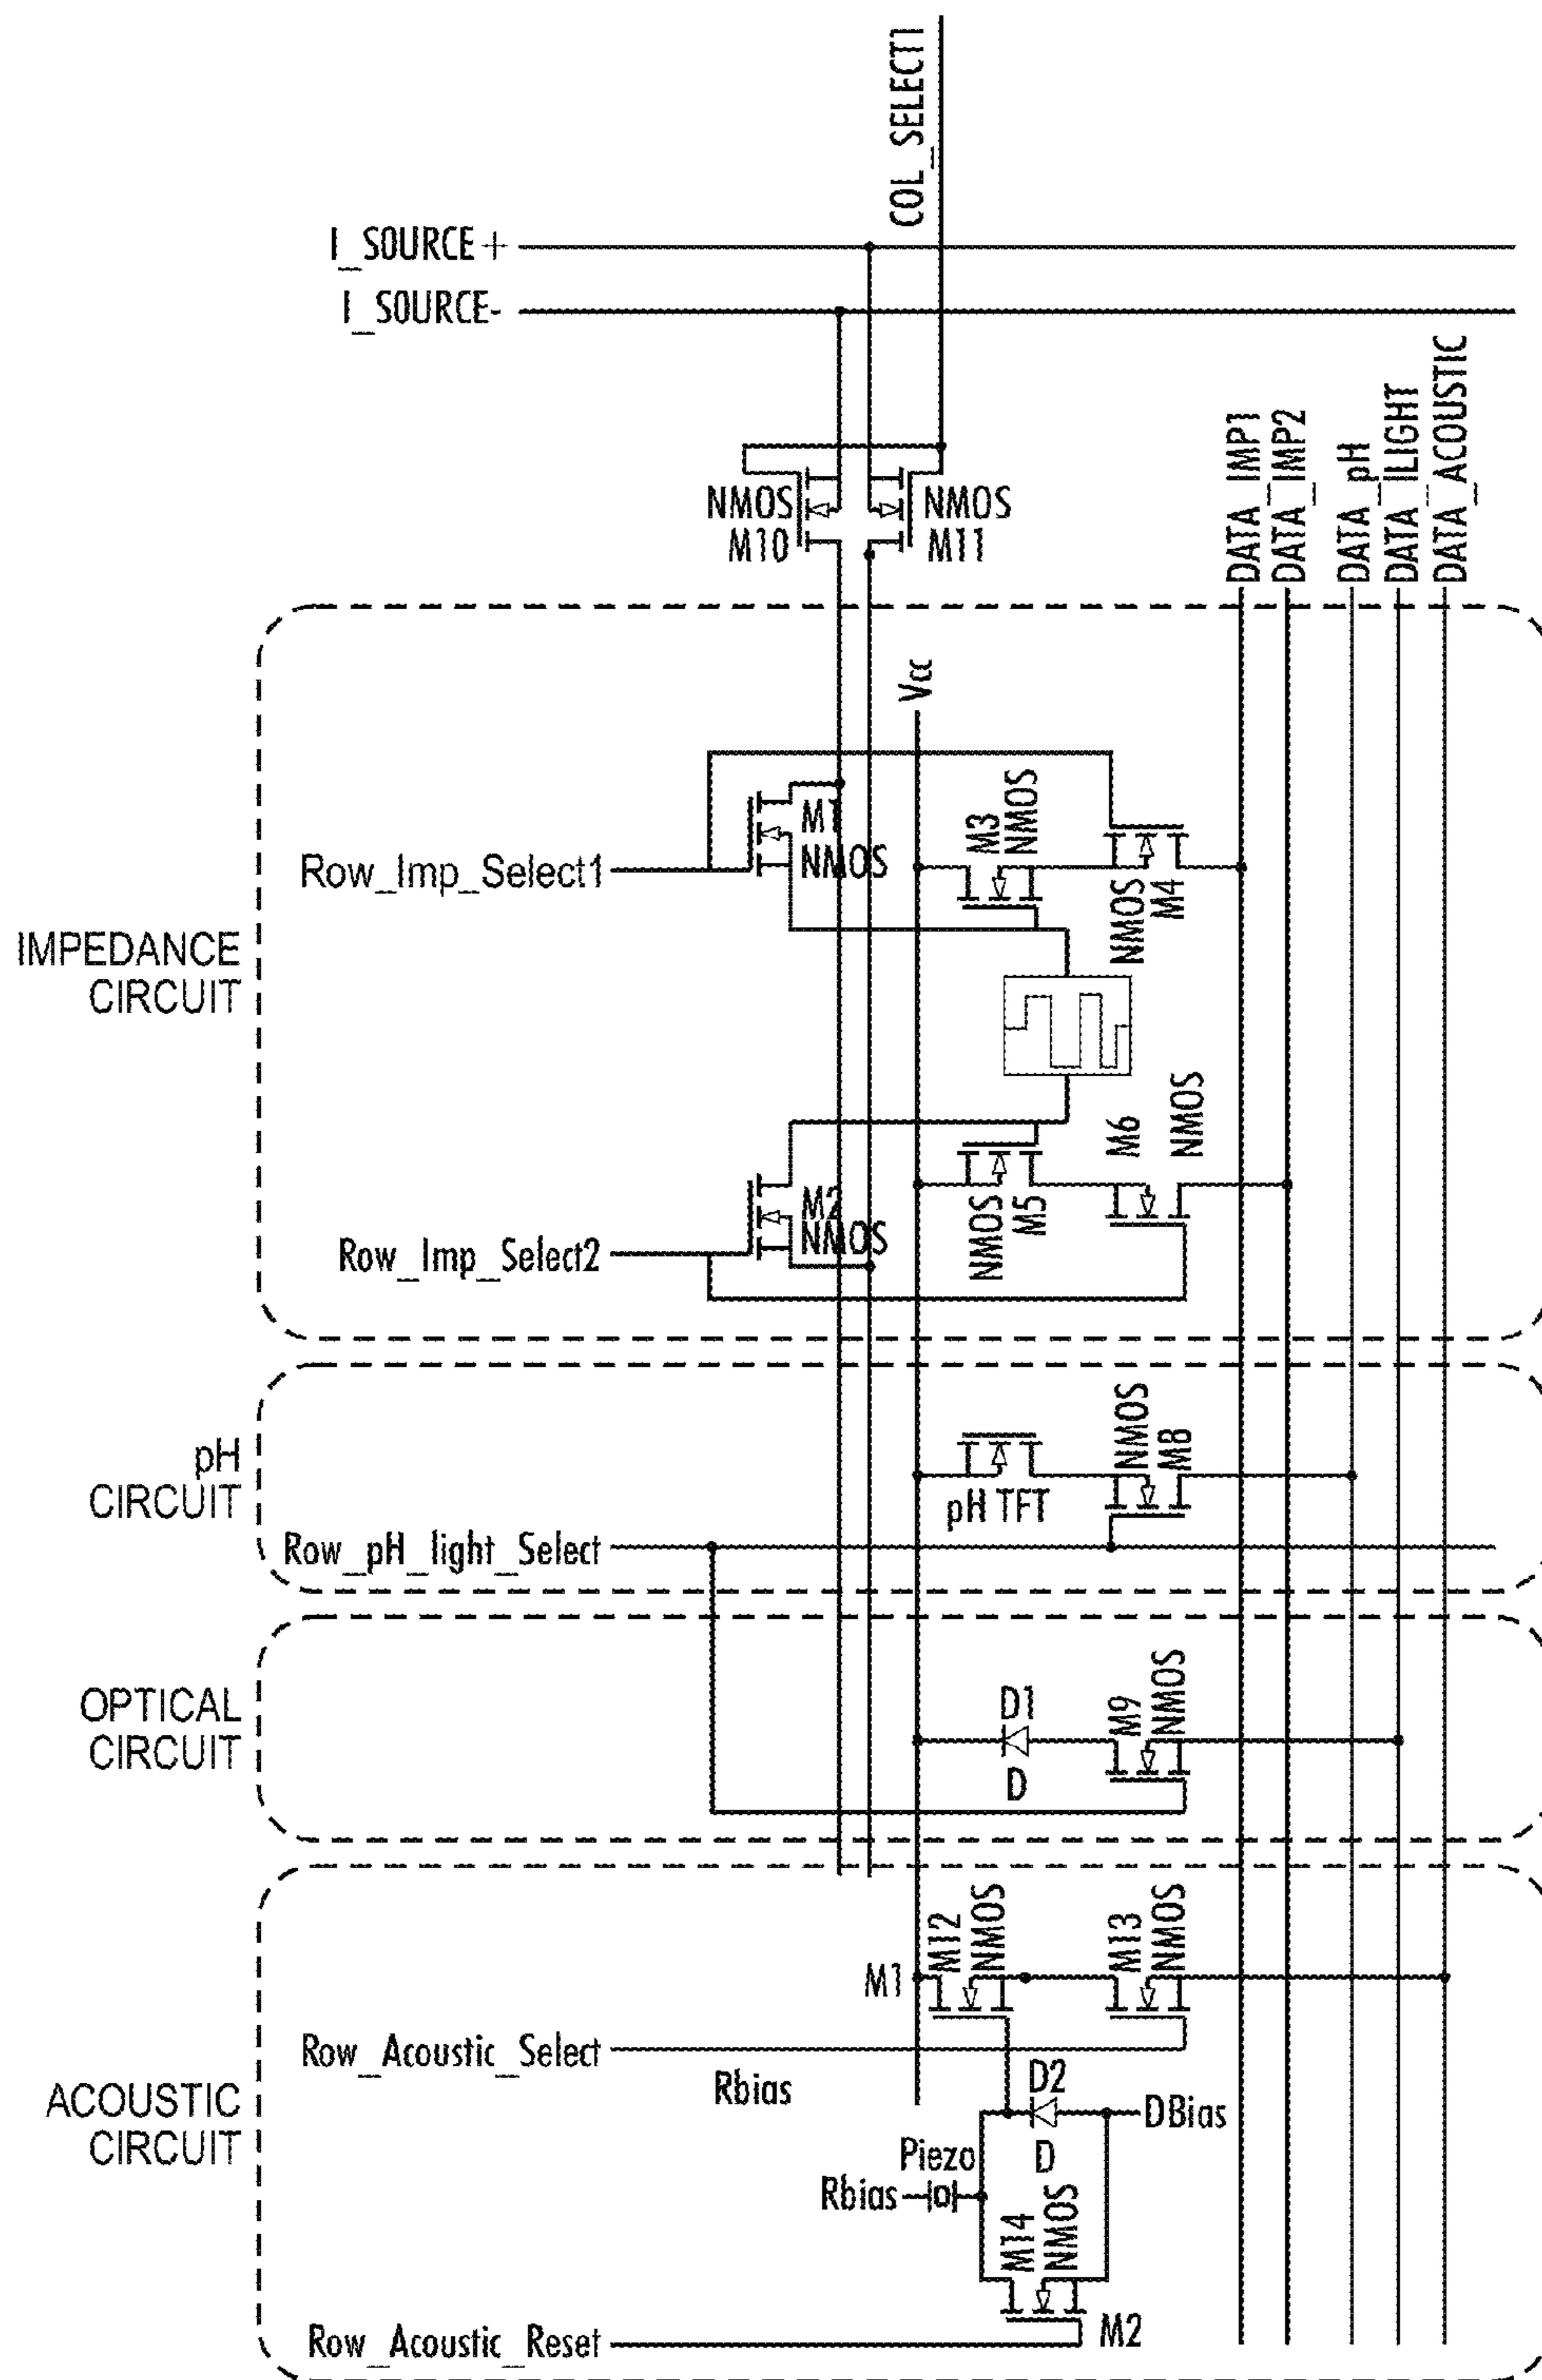 COL_SELECT1
I_SOURCE+
I_SOURCE-
NMOS
M10
NMOS
M11
DATA_IMP1
DATA_IMP2
DATA_pH
DATA_ILIGHT
DATA_ACOUSTIC
Vcc
IMPEDANCE
CIRCUIT
Row_Imp_Select1
M1
NMOS
M3
NMOS
NMOS
M4
Row_Imp_Select2
M2
NMOS
NMOS
M5
M6
NMOS
pH
CIRCUIT
Row_pH_light_Select
pH TFT
NMOS
M8
OPTICAL
CIRCUIT
D1
D
M9
NMOS
ACOUSTIC
CIRCUIT
M1
M12
NMOS
M13
NMOS
Row_Acoustic_Select
Rbias
D2
D
DBias
Piezo
Rbias
M14
NMOS
M2
Row_Acoustic_Reset